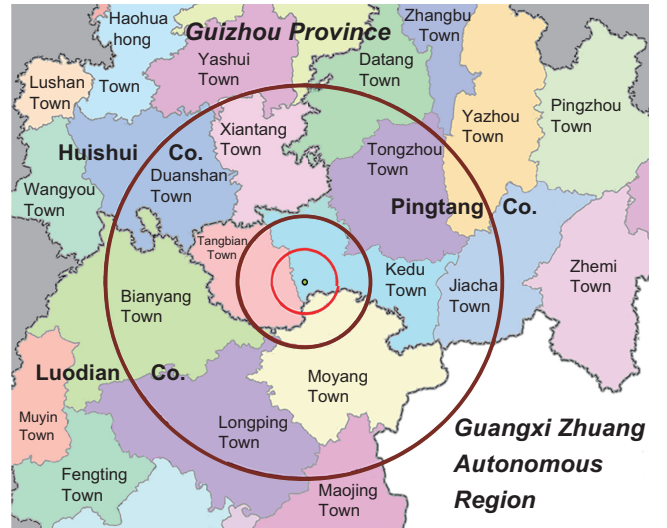 Haohua
hong
Town
Guizhou Province
Zhangbu
Town
Lushan
Town
Yashui
Town
Datang
Town
Yazhou
Town
Pingzhou
Town
Xiantang
Town
Tongzhou
Town
Huishui Co.
Duanshan
Town
Wangyou
Town
Pingtang Co.
Tangbian
Town
Kedu
Town
Jiacha
Town
Zhemi
Town
Bianyang
Town
Luodian Co.
Moyang
Town
Muyin
Town
Longping
Town
Guangxi Zhuang
Autonomous
Region
Fengting
Town
Maojing
Town